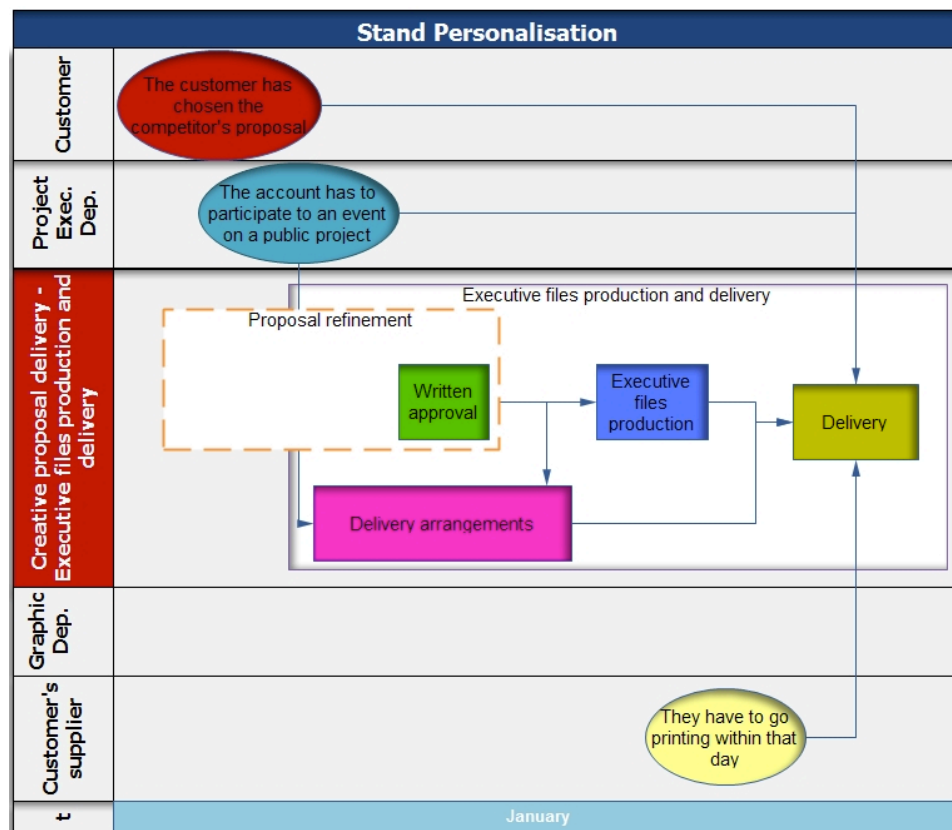 Stand Personalisation
Customer
The customer has
chosen the
competitor's proposal
Project
Exec.
Dep.
The account has to
participate to an event
on a public project
Creative proposal delivery -
Executive files production and
delivery
Executive files production and delivery
Proposal refinement
Written
approval
Executive
files
production
Delivery
Delivery arrangements
Graphic
Dep.
Customer's
supplier
They have to go
printing within that
day
t
January